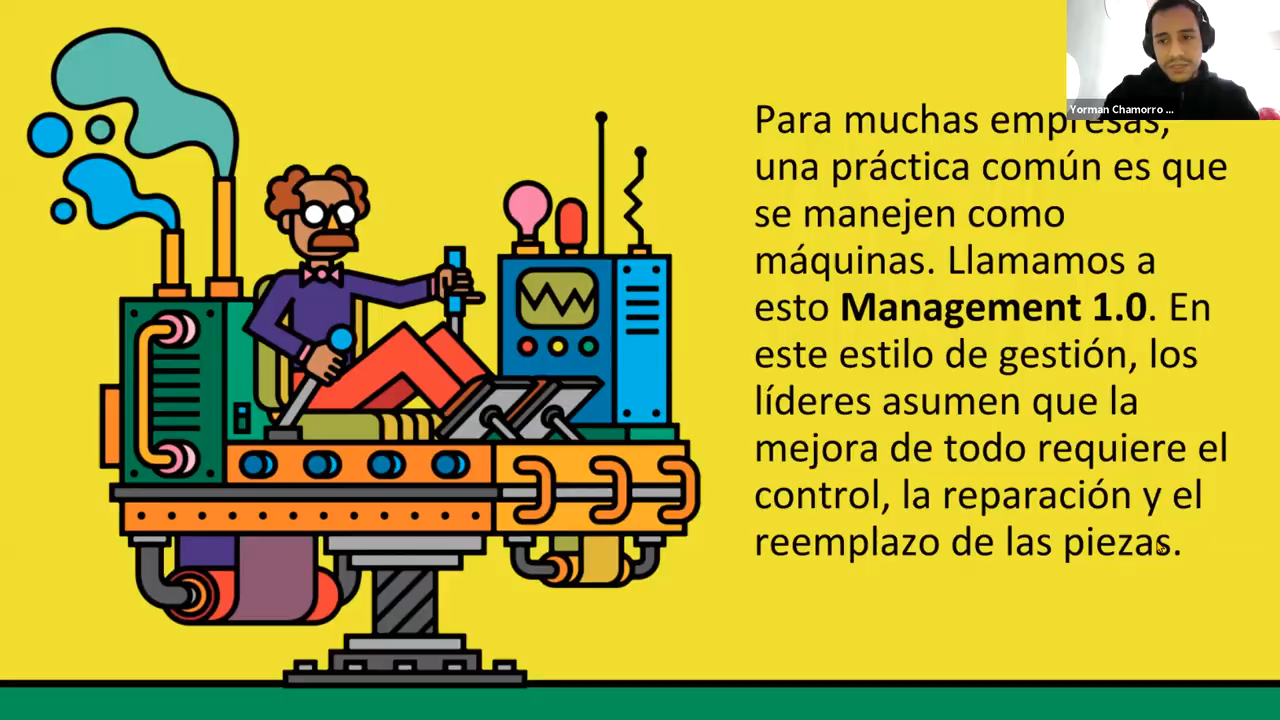 Yorman Chamorro ...
Para muchas empresas,
una práctica común es que
se manejen como
máquinas. Llamamos a
esto Management 1.0. En
este estilo de gestión, los
líderes asumen que la
mejora de todo requiere el
control, la reparación y el
reemplazo de las piezas.